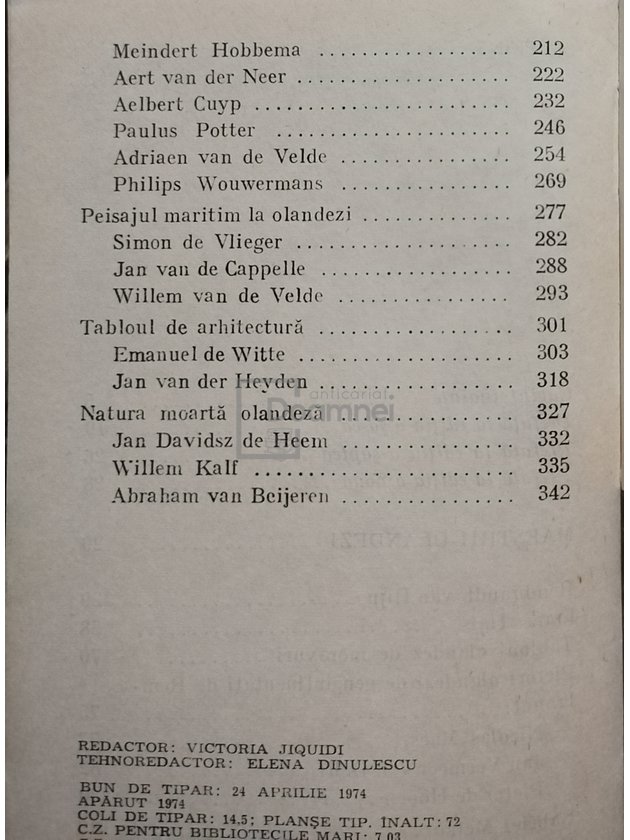 Meindert Hobbema .................. 212
Aert van der Neer .................. 222
Aelbert Cuyp .................. 232
Paulus Potter .................. 246
Adriaen van de Velde .................. 254
Philips Wouwermans .................. 269
Peisajul maritim la olandezi .................. 277
Simon de Vlieger .................. 282
Jan van de Cappelle .................. 288
Willem van de Velde .................. 293
Tabloul de arhitectură .................. 301
Emanuel de Witte .................. 303
Jan van der Heyden .................. 318
anticariat
Doamnei
Natura moartă olandeză .................. 327
Jan Davidsz de Heem .................. 332
Willem Kalf .................. 335
Abraham van Beijeren .................. 342
REDACTOR: VICTORIA JIQUIDI
TEHNOREDACTOR: ELENA DINULESCU
BUN DE TIPAR: 24 APRILIE 1974
APĂRUT 1974
COLI DE TIPAR: 14.5; PLANȘE TIP. ÎNALT: 72
C.Z. PENTRU BIBLIOTECILE MARI: 7.03